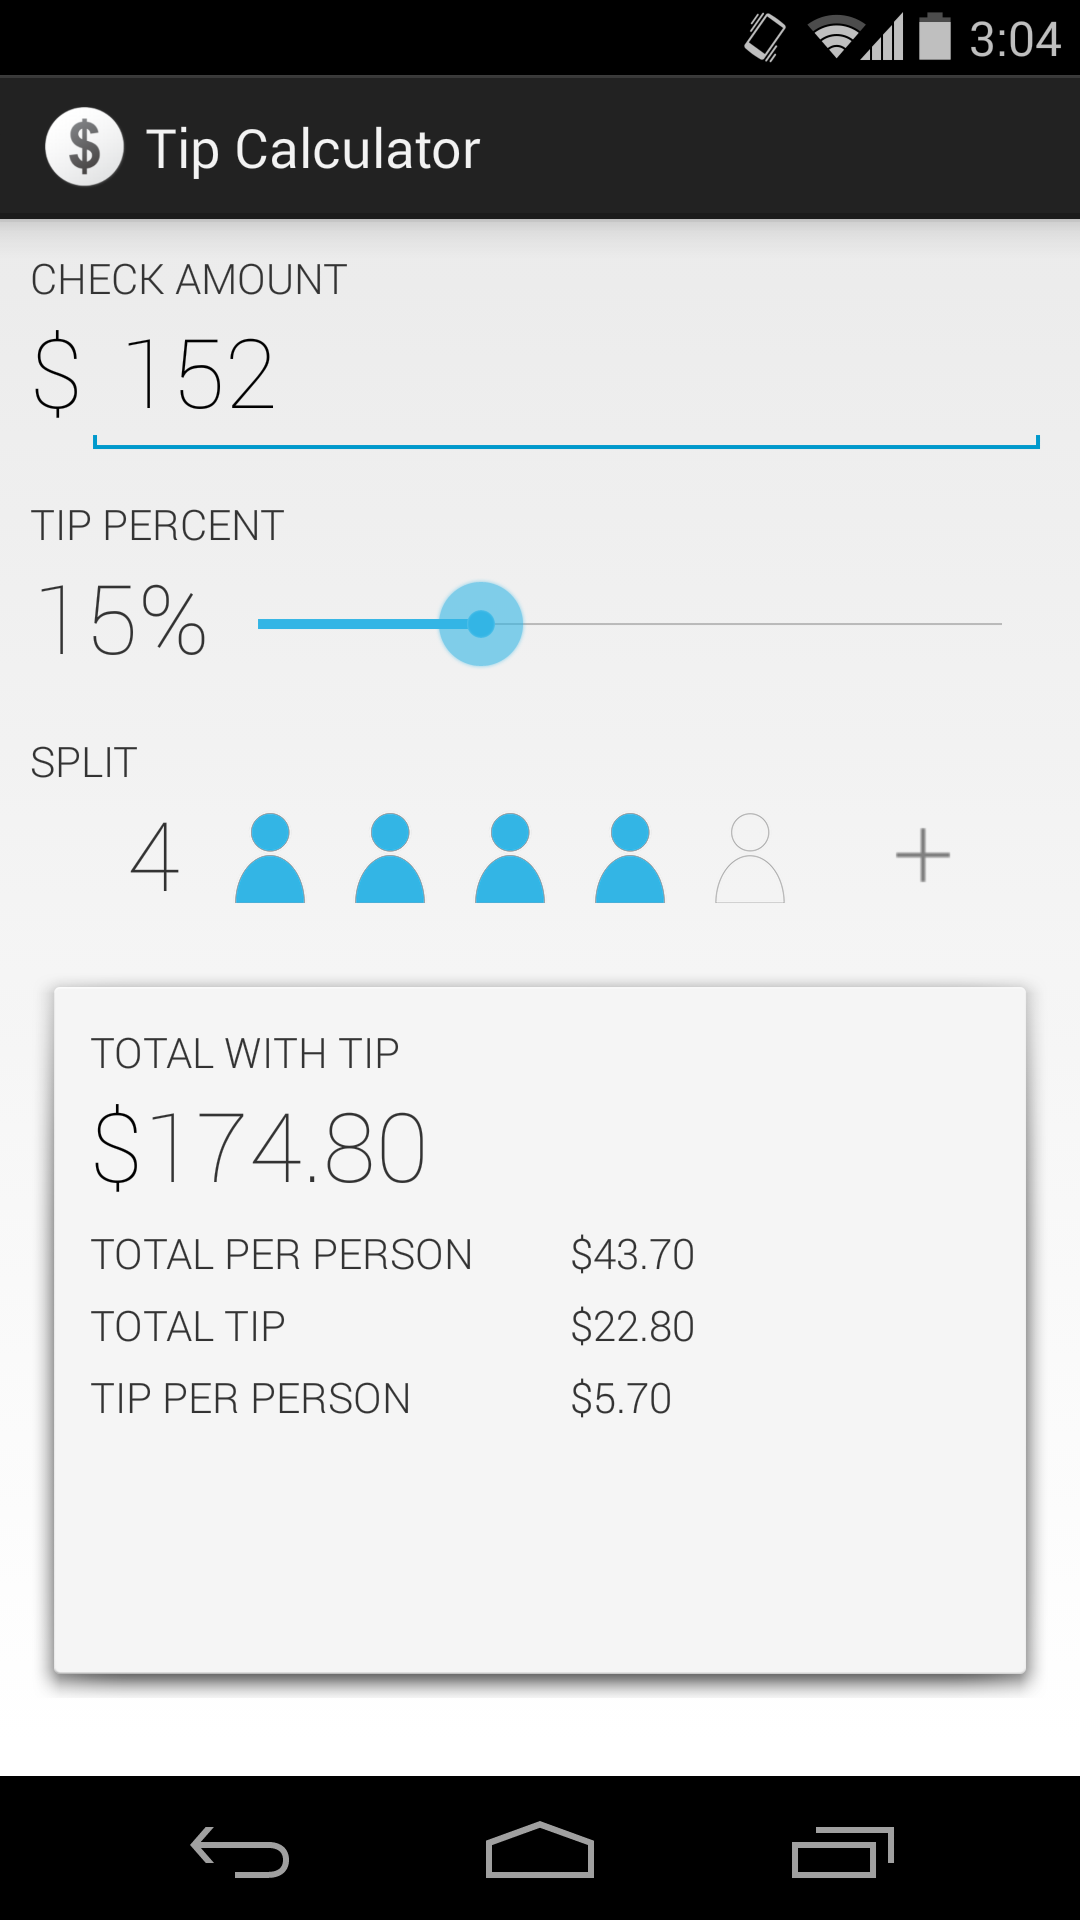 3:04
$ Tip Calculator
CHECK AMOUNT
$ 152
TIP PERCENT
15%
SPLIT
4 +
TOTAL WITH TIP
$174.80
TOTAL PER PERSON $43.70
TOTAL TIP $22.80
TIP PER PERSON $5.70